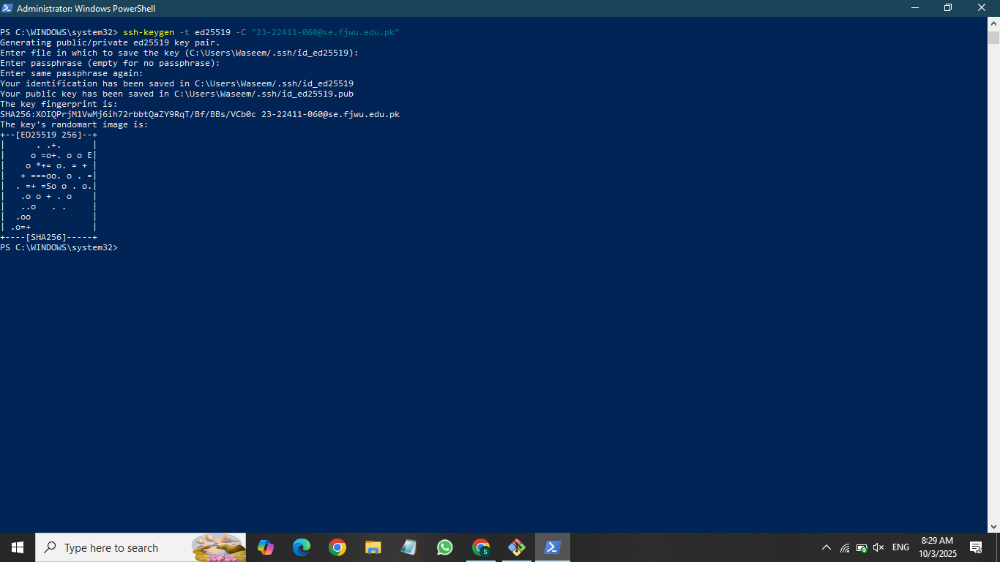 Administrator: Windows PowerShell
PS C:\WINDOWS\system32> ssh-keygen -t ed25519 -C "23-22411-060@se.fjwu.edu.pk"
Generating public/private ed25519 key pair.
Enter file in which to save the key (C:\Users\Waseem/.ssh/id_ed25519):
Enter passphrase (empty for no passphrase):
Enter same passphrase again:
Your identification has been saved in C:\Users\Waseem/.ssh/id_ed25519
Your public key has been saved in C:\Users\Waseem/.ssh/id_ed25519.pub
The key fingerprint is:
SHA256:XOIQPrjM1VwMj6ih72rbbtQaZY9RqT/Bf/BBs/VCb0c 23-22411-060@se.fjwu.edu.pk
The key's randomart image is:
+--[ED25519 256]--+
|      . .+.      |
|     o =o+. o o E|
|    o *+= o. = + |
|   + ===oo. o . =|
|  . =+ =So o . o.|
|   .o o + . o    |
|   ..o   . .     |
|  .oo            |
| .o=+            |
+----[SHA256]-----+
PS C:\WINDOWS\system32>
Type here to search
ENG
8:29 AM
10/3/2025